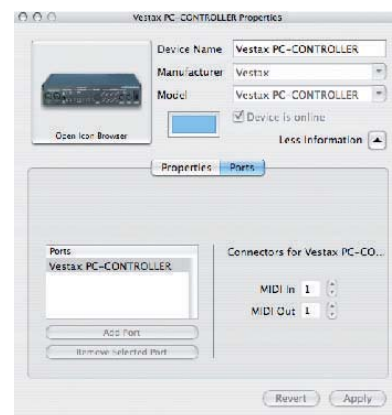 Vestax PC-CONTROLLER Properties
Device Name Vestax PC-CONTROLLER
Manufacturer Vestax
Model Vestax PC-CONTROLLER
Device is online
Open Icon Browser
Less Information
Properties Ports
Ports
Connectors for Vestax PC-CO...
Vestax PC-CONTROLLER
MIDI In 1
MIDI Out 1
Add Port
Remove Selected Port
Revert Apply